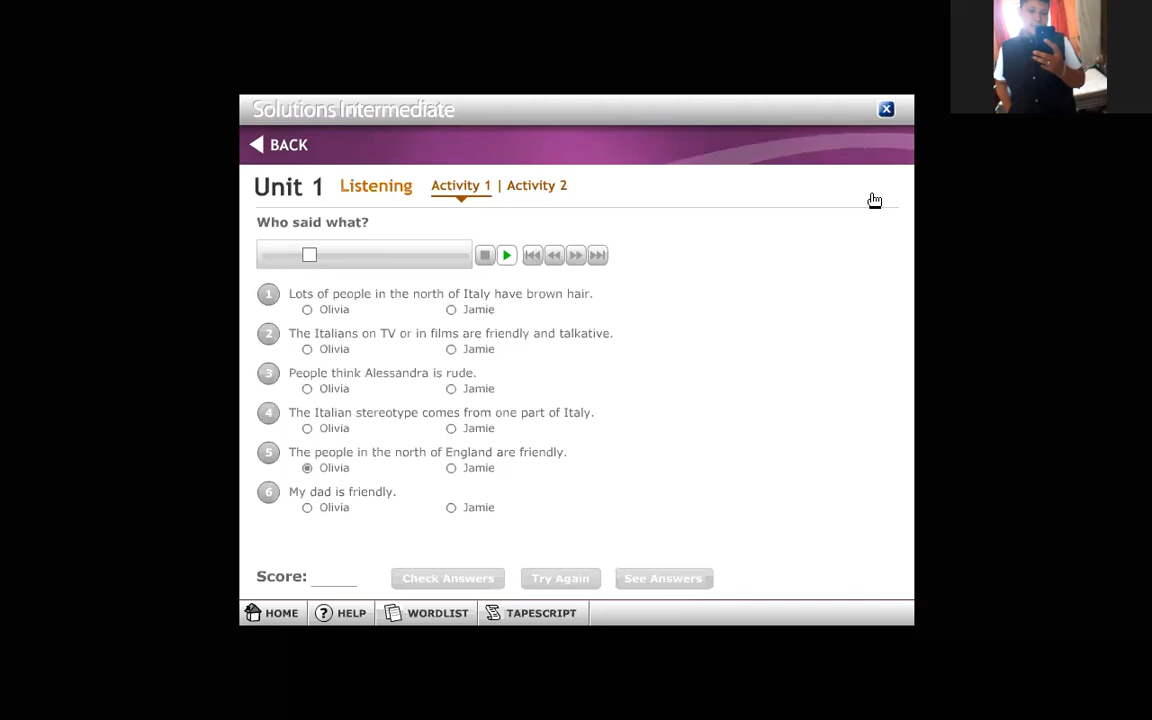 Solutions Intermediate
BACK
Unit 1 Listening Activity 1 | Activity 2
Who said what?
1 Lots of people in the north of Italy have brown hair.
Olivia Jamie
2 The Italians on TV or in films are friendly and talkative.
Olivia Jamie
3 People think Alessandra is rude.
Olivia Jamie
4 The Italian stereotype comes from one part of Italy.
Olivia Jamie
5 The people in the north of England are friendly.
Olivia Jamie
6 My dad is friendly.
Olivia Jamie
Score: Check Answers Try Again See Answers
HOME HELP WORDLIST TAPESCRIPT